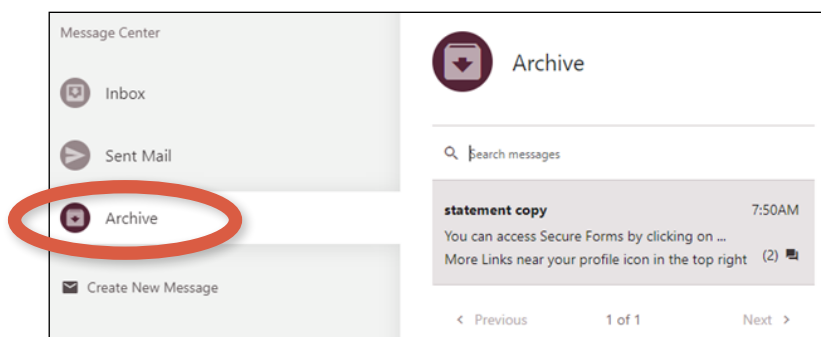 Message Center
Inbox
Sent Mail
Archive
Create New Message
Archive
Search messages
statement copy 7:50AM
You can access Secure Forms by clicking on ...
More Links near your profile icon in the top right (2)
Previous 1 of 1 Next